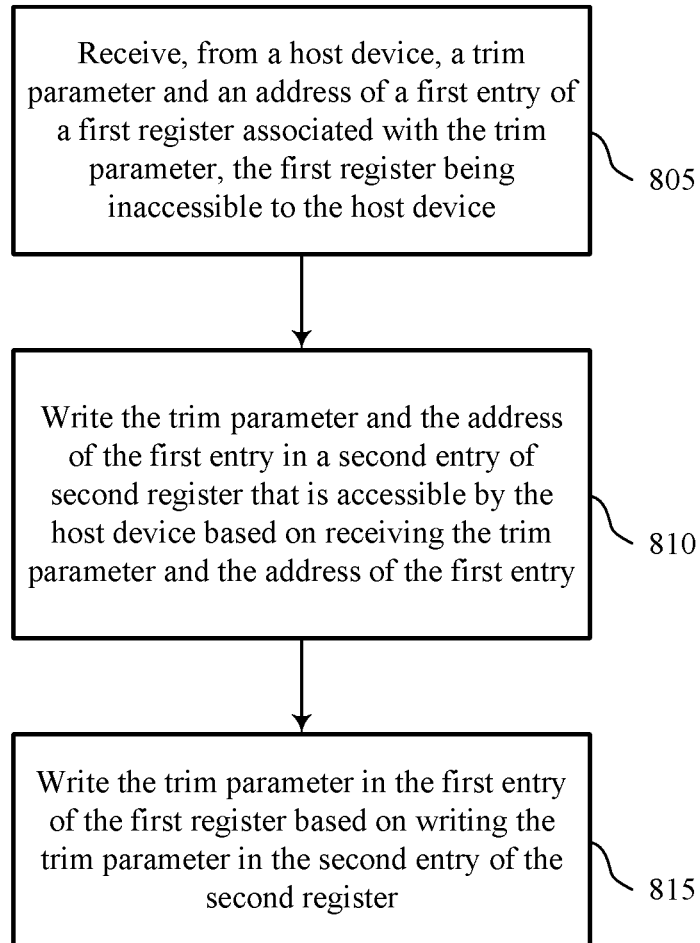 Receive, from a host device, a trim
parameter and an address of a first entry of
a first register associated with the trim
parameter, the first register being
inaccessible to the host device
805
Write the trim parameter and the address
of the first entry in a second entry of
second register that is accessible by the
host device based on receiving the trim
parameter and the address of the first entry
810
Write the trim parameter in the first entry
of the first register based on writing the
trim parameter in the second entry of the
second register
815